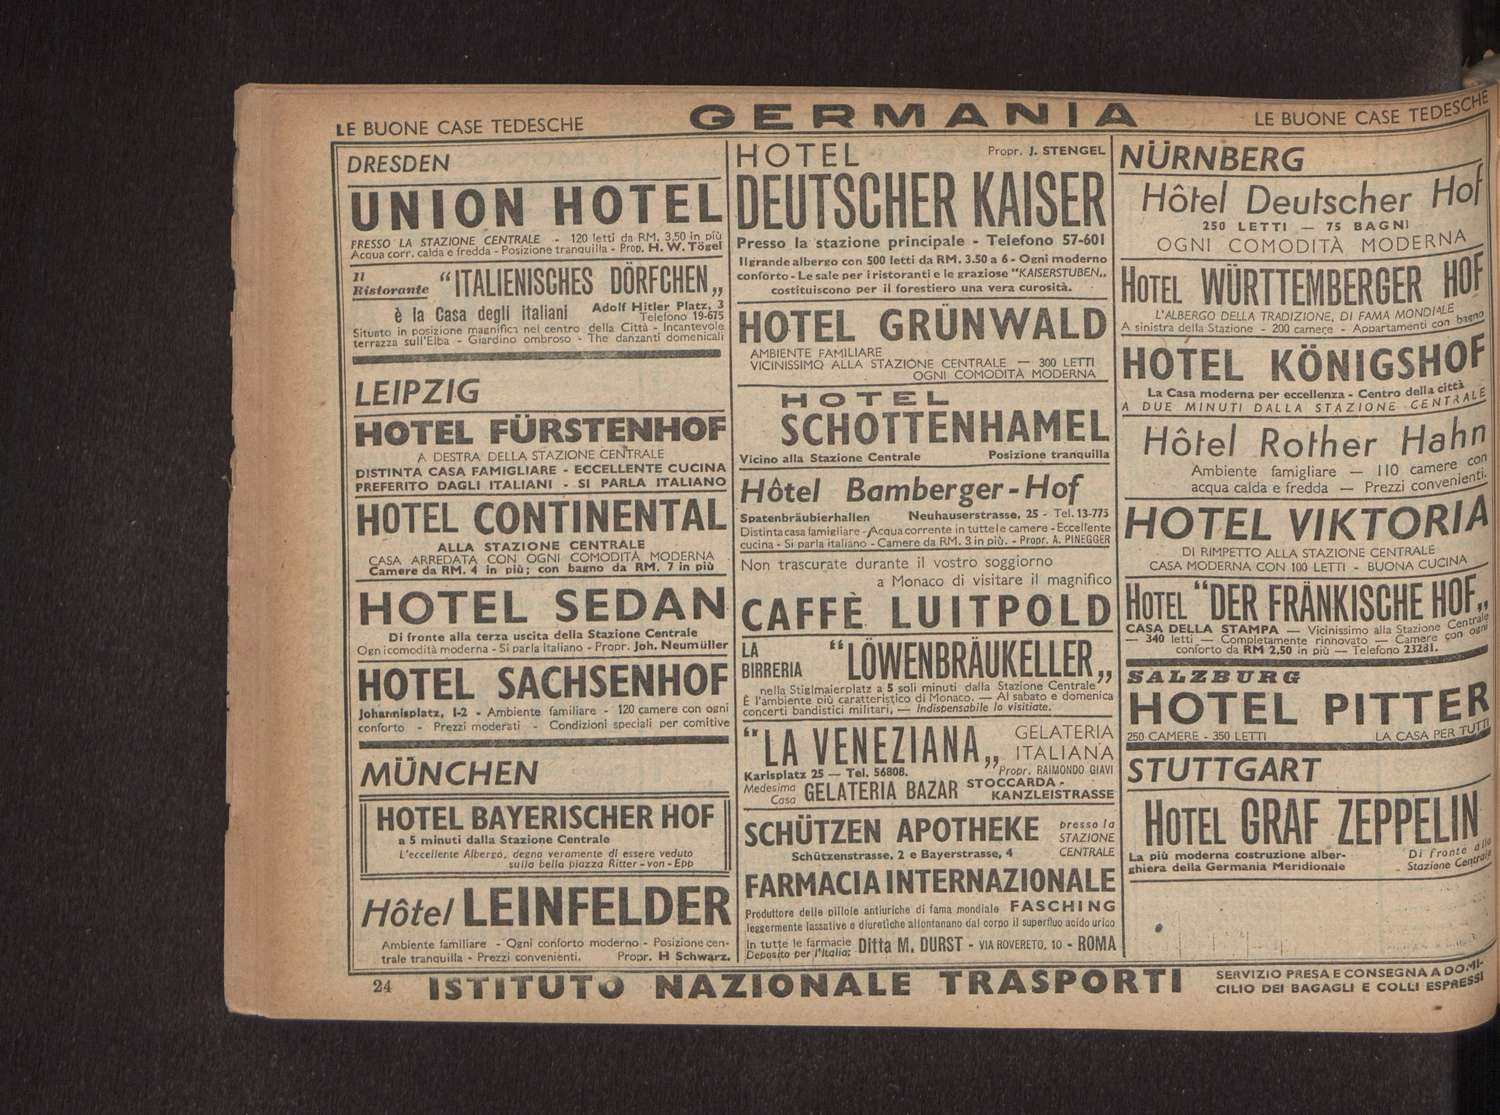 LE BUONE CASE TEDESCHE
GERMANIA
LE BUONE CASE TEDESCHE
DRESDEN
UNION HOTEL
PRESSO LA STAZIONE CENTRALE - 120 letti da RM. 3,50 in più
Acqua corr. calda e fredda - Posizione tranquilla - Prop. H. W. Tögel
Il
Ristorante
"ITALIENISCHES DÖRFCHEN„
è la Casa degli italiani
Adolf Hitler Platz, 3
Telefono 19-675
Situato in posizione magnifica nel centro della Città - Incantevole
terrazza sull'Elba - Giardino ombroso - The danzanti domenicali
LEIPZIG
HOTEL FÜRSTENHOF
A DESTRA DELLA STAZIONE CENTRALE
DISTINTA CASA FAMIGLIARE - ECCELLENTE CUCINA
PREFERITO DAGLI ITALIANI - SI PARLA ITALIANO
HOTEL CONTINENTAL
ALLA STAZIONE CENTRALE
CASA ARREDATA CON OGNI COMODITÀ MODERNA
Camere da RM. 4 in più; con bagno da RM. 7 in più
HOTEL SEDAN
Di fronte alla terza uscita della Stazione Centrale
Ogni comodità moderna - Si parla italiano - Propr. Joh. Neumüller
HOTEL SACHSENHOF
Johannisplatz, 1-2 - Ambiente familiare - 120 camere con ogni
conforto - Prezzi moderati - Condizioni speciali per comitive
MÜNCHEN
HOTEL BAYERISCHER HOF
a 5 minuti dalla Stazione Centrale
L'eccellente Albergo, degno veramente di essere veduto
sulla bella piazza Ritter-von-Epp
Hôtel LEINFELDER
Ambiente familiare - Ogni conforto moderno - Posizione cen-
trale tranquilla - Prezzi convenienti. Propr. H Schwarz.
HOTEL
Propr. J. STENGEL
DEUTSCHER KAISER
Presso la stazione principale - Telefono 57-601
Il grande albergo con 500 letti da RM. 3.50 a 6 - Ogni moderno
conforto - Le sale per i ristoranti e le graziose "KAISERSTUBEN„
costituiscono per il forestiero una vera curosità.
HOTEL GRÜNWALD
AMBIENTE FAMILIARE
VICINISSIMO ALLA STAZIONE CENTRALE — 300 LETTI
OGNI COMODITÀ MODERNA
HOTEL
SCHOTTENHAMEL
Vicino alla Stazione Centrale Posizione tranquilla
Hôtel Bamberger-Hof
Spatenbräubierhallen Neuhauserstrasse, 25 - Tel. 13-775
Distinta casa famigliare - Acqua corrente in tutte le camere - Eccellente
cucina - Si parla italiano - Camere da RM. 3 in più. - Propr. A. PINEGGER
Non trascurate durante il vostro soggiorno
a Monaco di visitare il magnifico
CAFFÈ LUITPOLD
LA
BIRRERIA
"LÖWENBRÄUKELLER„
nella Stiglmaierplatz a 5 soli minuti dalla Stazione Centrale
È l'ambiente più caratteristico di Monaco. — Al sabato e domenica
concerti bandistici militari, — Indispensabile lo visitiate.
"LA VENEZIANA„
GELATERIA
ITALIANA
Karlsplatz 25 — Tel. 56808.
Propr. RAIMONDO GIAVI
Medesima
Casa
GELATERIA BAZAR
STOCCARDA -
KANZLEISTRASSE
SCHÜTZEN APOTHEKE
presso la
STAZIONE
CENTRALE
Schützenstrasse, 2 e Bayerstrasse, 4
FARMACIA INTERNAZIONALE
Produttore delle pillole antiuriche di fama mondiale FASCHING
leggermente lassative e diuretiche allontanano dal corpo il superfluo acido urico
In tutte le farmacie
Deposito per l'Italia:
Ditta M. DURST - VIA ROVERETO, 10 - ROMA
NÜRNBERG
Hôtel Deutscher Hof
250 LETTI — 75 BAGNI
OGNI COMODITÀ MODERNA
HOTEL WÜRTTEMBERGER HOF
L'ALBERGO DELLA TRADIZIONE, DI FAMA MONDIALE
A sinistra della Stazione - 200 camere - Appartamenti con bagno
HOTEL KÖNIGSHOF
La Casa moderna per eccellenza - Centro della città
A DUE MINUTI DALLA STAZIONE CENTRALE
Hôtel Rother Hahn
Ambiente famigliare — 110 camere con
acqua calda e fredda — Prezzi convenienti.
HOTEL VIKTORIA
DI RIMPETTO ALLA STAZIONE CENTRALE
CASA MODERNA CON 100 LETTI - BUONA CUCINA
HOTEL "DER FRÄNKISCHE HOF„
CASA DELLA STAMPA — Vicinissimo alla Stazione Centrale
— 340 letti — Completamente rinnovato — Camere con ogni
conforto da RM 2,50 in più — Telefono 23281.
SALZBURG
HOTEL PITTER
250 CAMERE - 350 LETTI LA CASA PER TUTTI
STUTTGART
HOTEL GRAF ZEPPELIN
La più moderna costruzione alber-
ghiera della Germania Meridionale
Di fronte alla
Stazione Centrale
24
ISTITUTO NAZIONALE TRASPORTI
SERVIZIO PRESA E CONSEGNA A DOMI-
CILIO DEI BAGAGLI E COLLI ESPRESSI